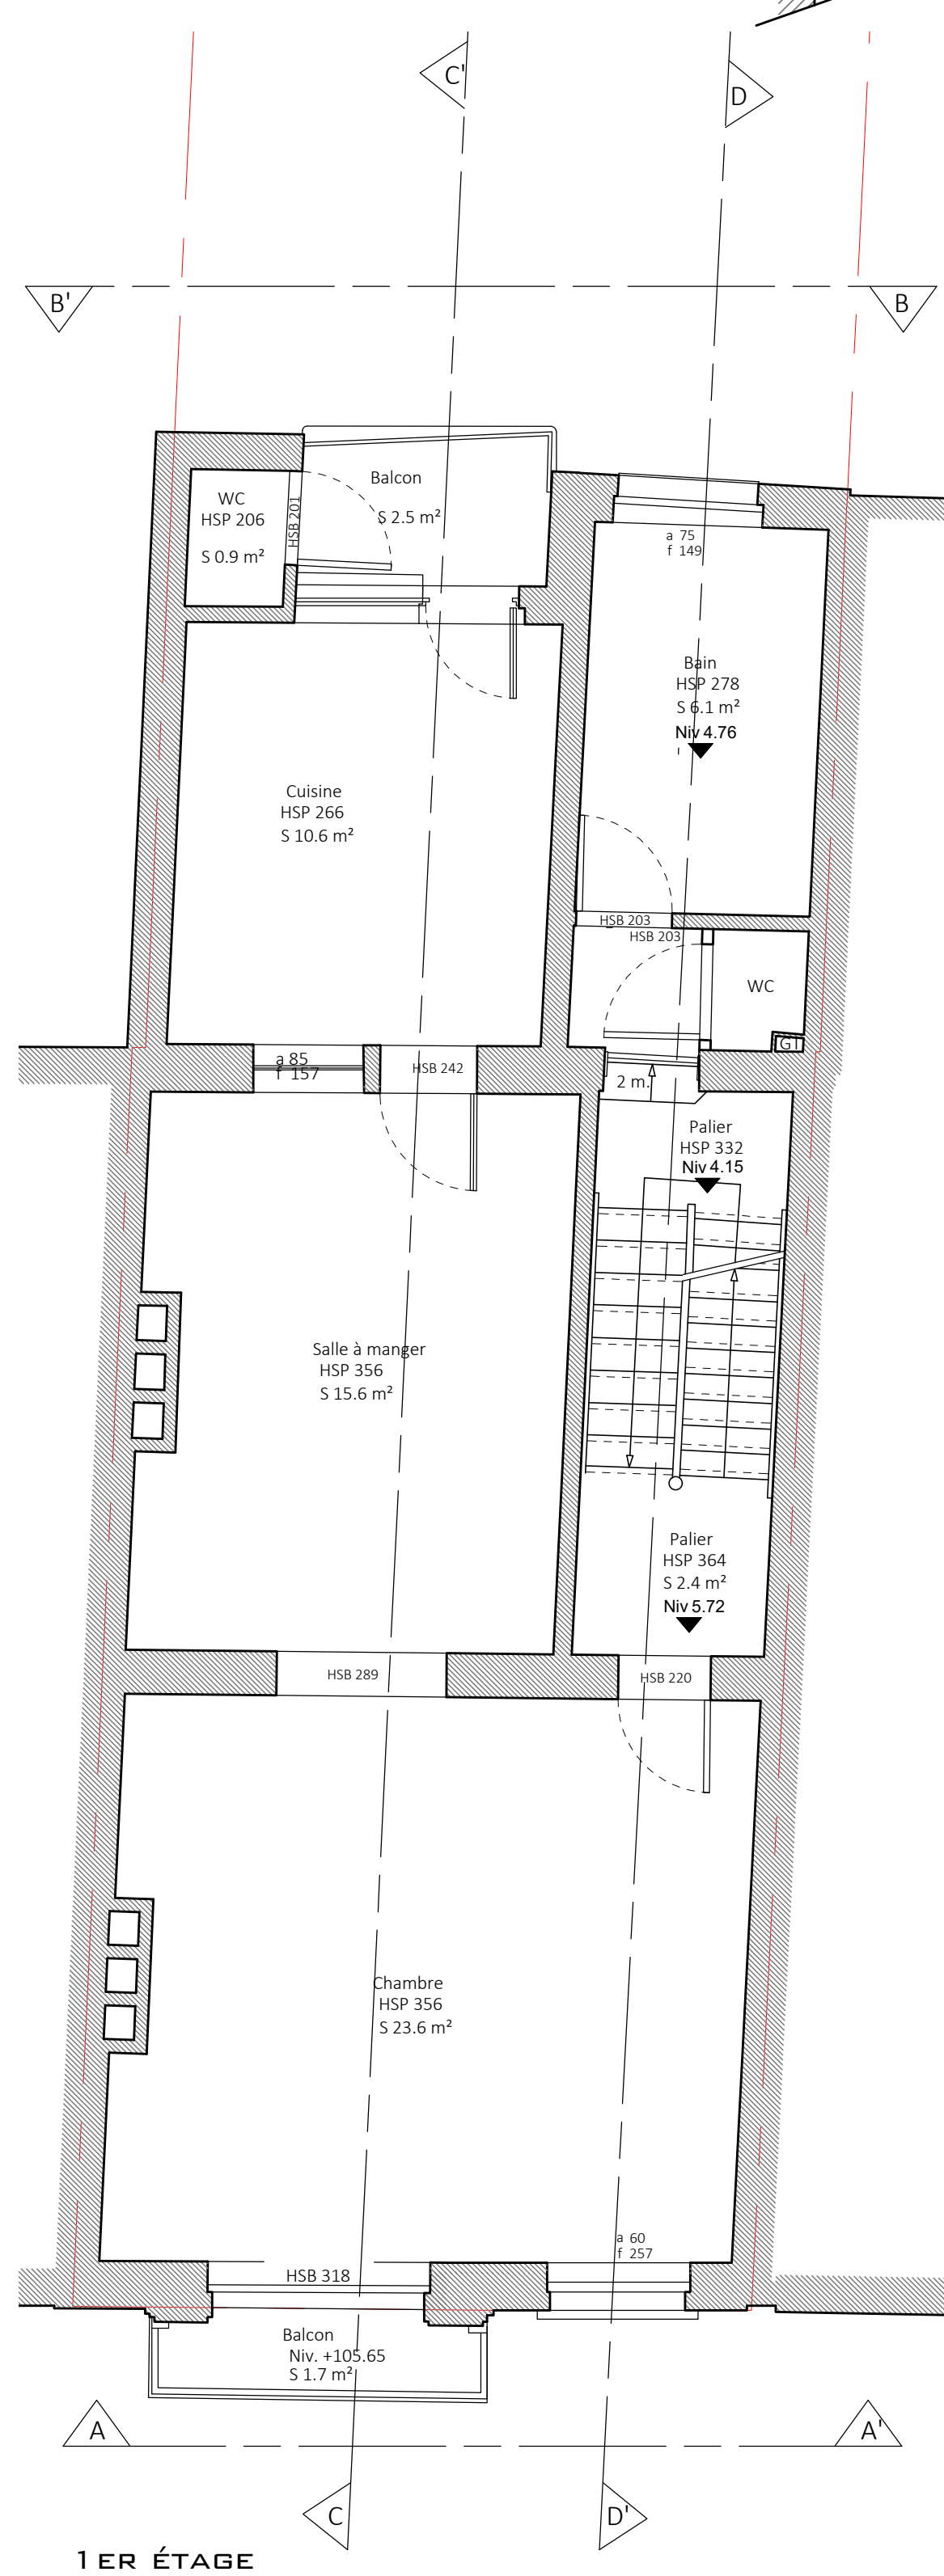 C'
D
B'
B
Balcon
S 2.5 m²
WC
HSP 206
S 0.9 m²
HSB 201
a 75
f 149
Bain
HSP 278
S 6.1 m²
Niv 4.76
Cuisine
HSP 266
S 10.6 m²
HSB 203
HSB 203
WC
GT
a 85
f 157
HSB 242
2 m.
Palier
HSP 332
Niv 4.15
Salle à manger
HSP 356
S 15.6 m²
Palier
HSP 364
S 2.4 m²
Niv 5.72
HSB 289
HSB 220
Chambre
HSP 356
S 23.6 m²
a 60
f 257
HSB 318
Balcon
Niv. +105.65
S 1.7 m²
A
A'
C
D'
1ER ÉTAGE